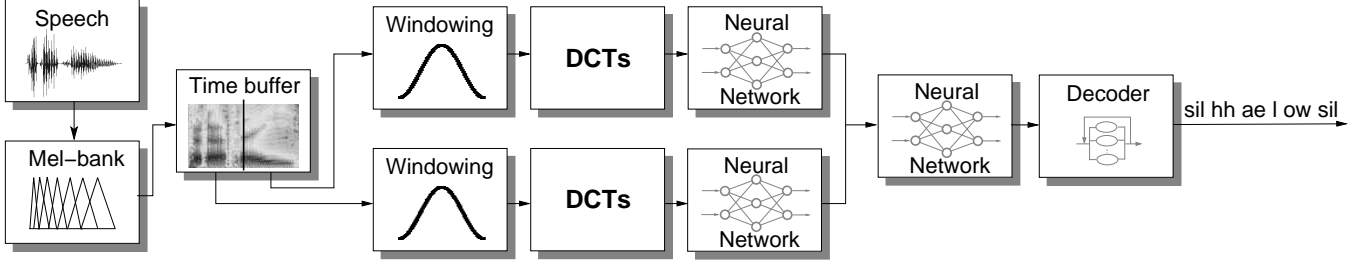 Speech
Mel−bank
Time buffer
Windowing
DCTs
Neural
Network
Windowing
DCTs
Neural
Network
Neural
Network
Decoder
sil hh ae l ow sil